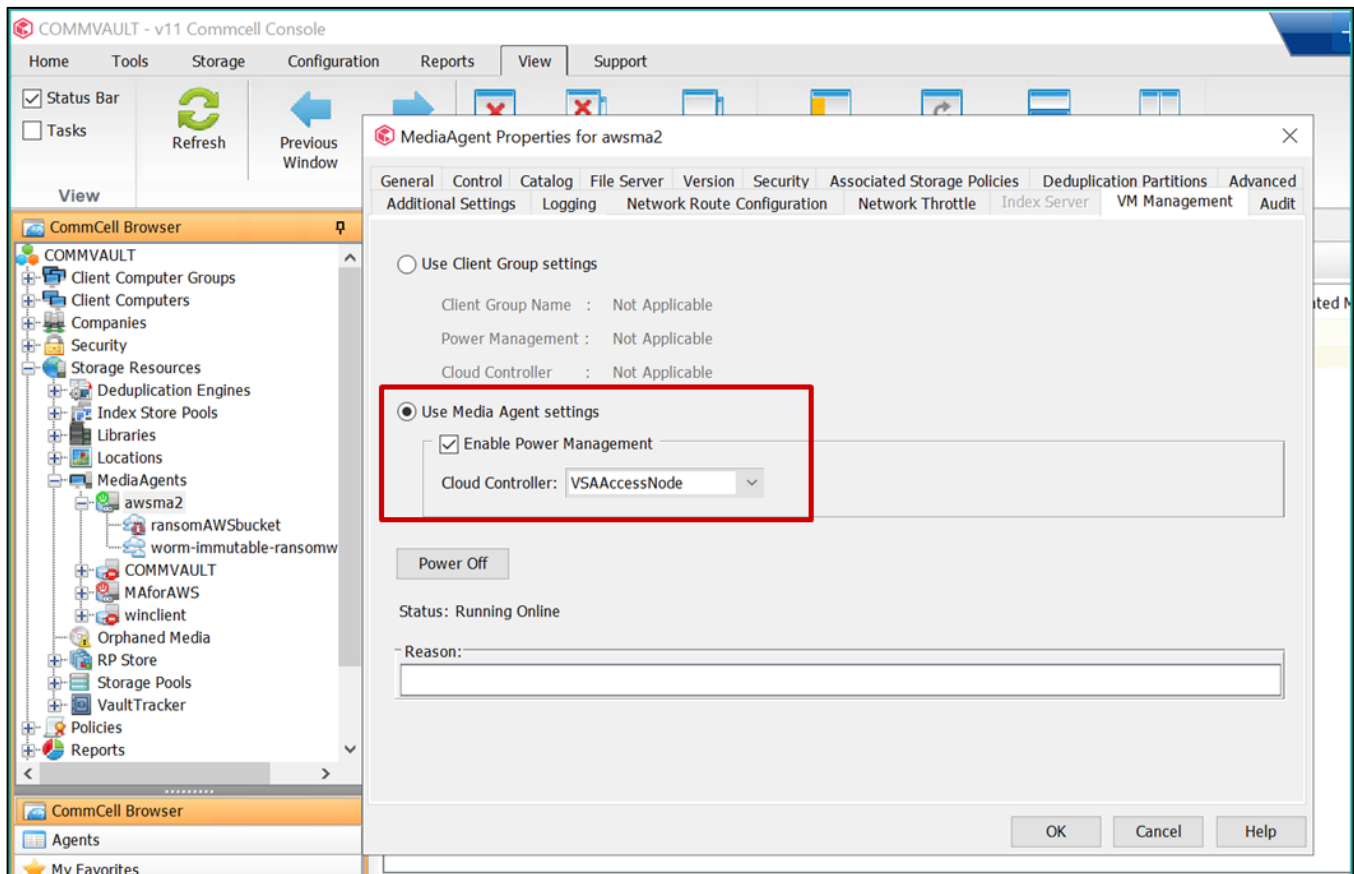 COMMVAULT - v11 Commcell Console
Home Tools Storage Configuration Reports View Support
Status Bar
Tasks
Refresh
Previous Window
View
CommCell Browser
COMMVAULT
Client Computer Groups
Client Computers
Companies
Security
Storage Resources
Deduplication Engines
Index Store Pools
Libraries
Locations
MediaAgents
awsma2
ransomAWSbucket
worm-immutable-ransomw
COMMVAULT
MAforAWS
winclient
Orphaned Media
RP Store
Storage Pools
VaultTracker
Policies
Reports
CommCell Browser
Agents
My Favorites
MediaAgent Properties for awsma2
General Control Catalog File Server Version Security Associated Storage Policies Deduplication Partitions Advanced
Additional Settings Logging Network Route Configuration Network Throttle Index Server VM Management Audit
Use Client Group settings
Client Group Name : Not Applicable
Power Management : Not Applicable
Cloud Controller : Not Applicable
Use Media Agent settings
Enable Power Management
Cloud Controller: VSAAccessNode
Power Off
Status: Running Online
Reason:
OK Cancel Help